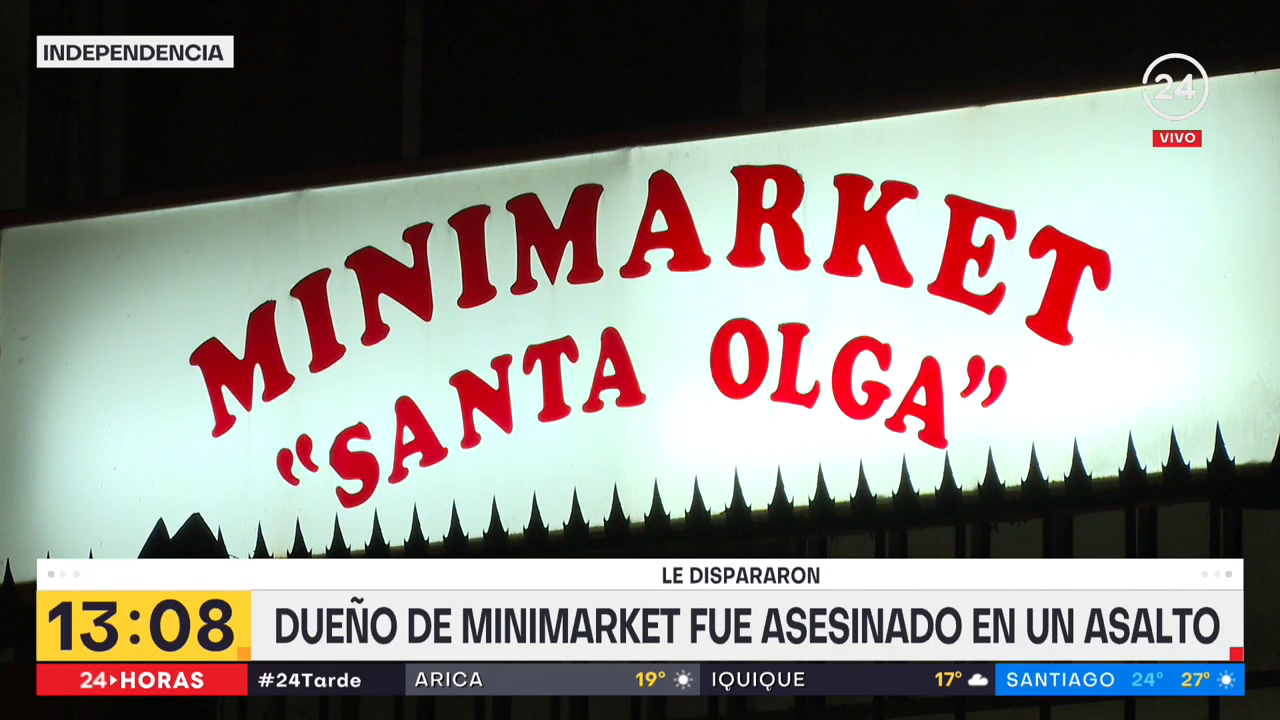 INDEPENDENCIA
24
VIVO
MINIMARKET
“SANTA OLGA”
LE DISPARARON
13:08
DUEÑO DE MINIMARKET FUE ASESINADO EN UN ASALTO
24 HORAS #24Tarde ARICA 19° IQUIQUE 17° SANTIAGO 24° 27°